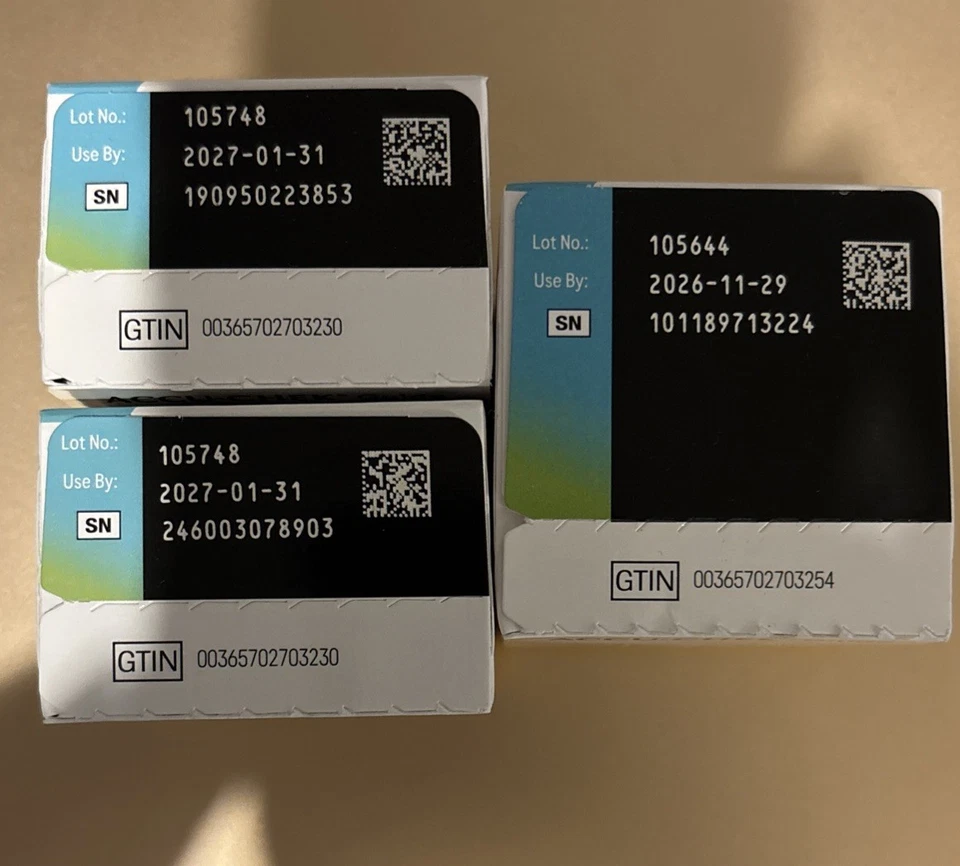 Lot No.: 105748
Use By: 2027-01-31
SN 190950223853
GTIN 00365702703230
Lot No.: 105748
Use By: 2027-01-31
SN 246003078903
GTIN 00365702703230
Lot No.: 105644
Use By: 2026-11-29
SN 101189713224
GTIN 00365702703254